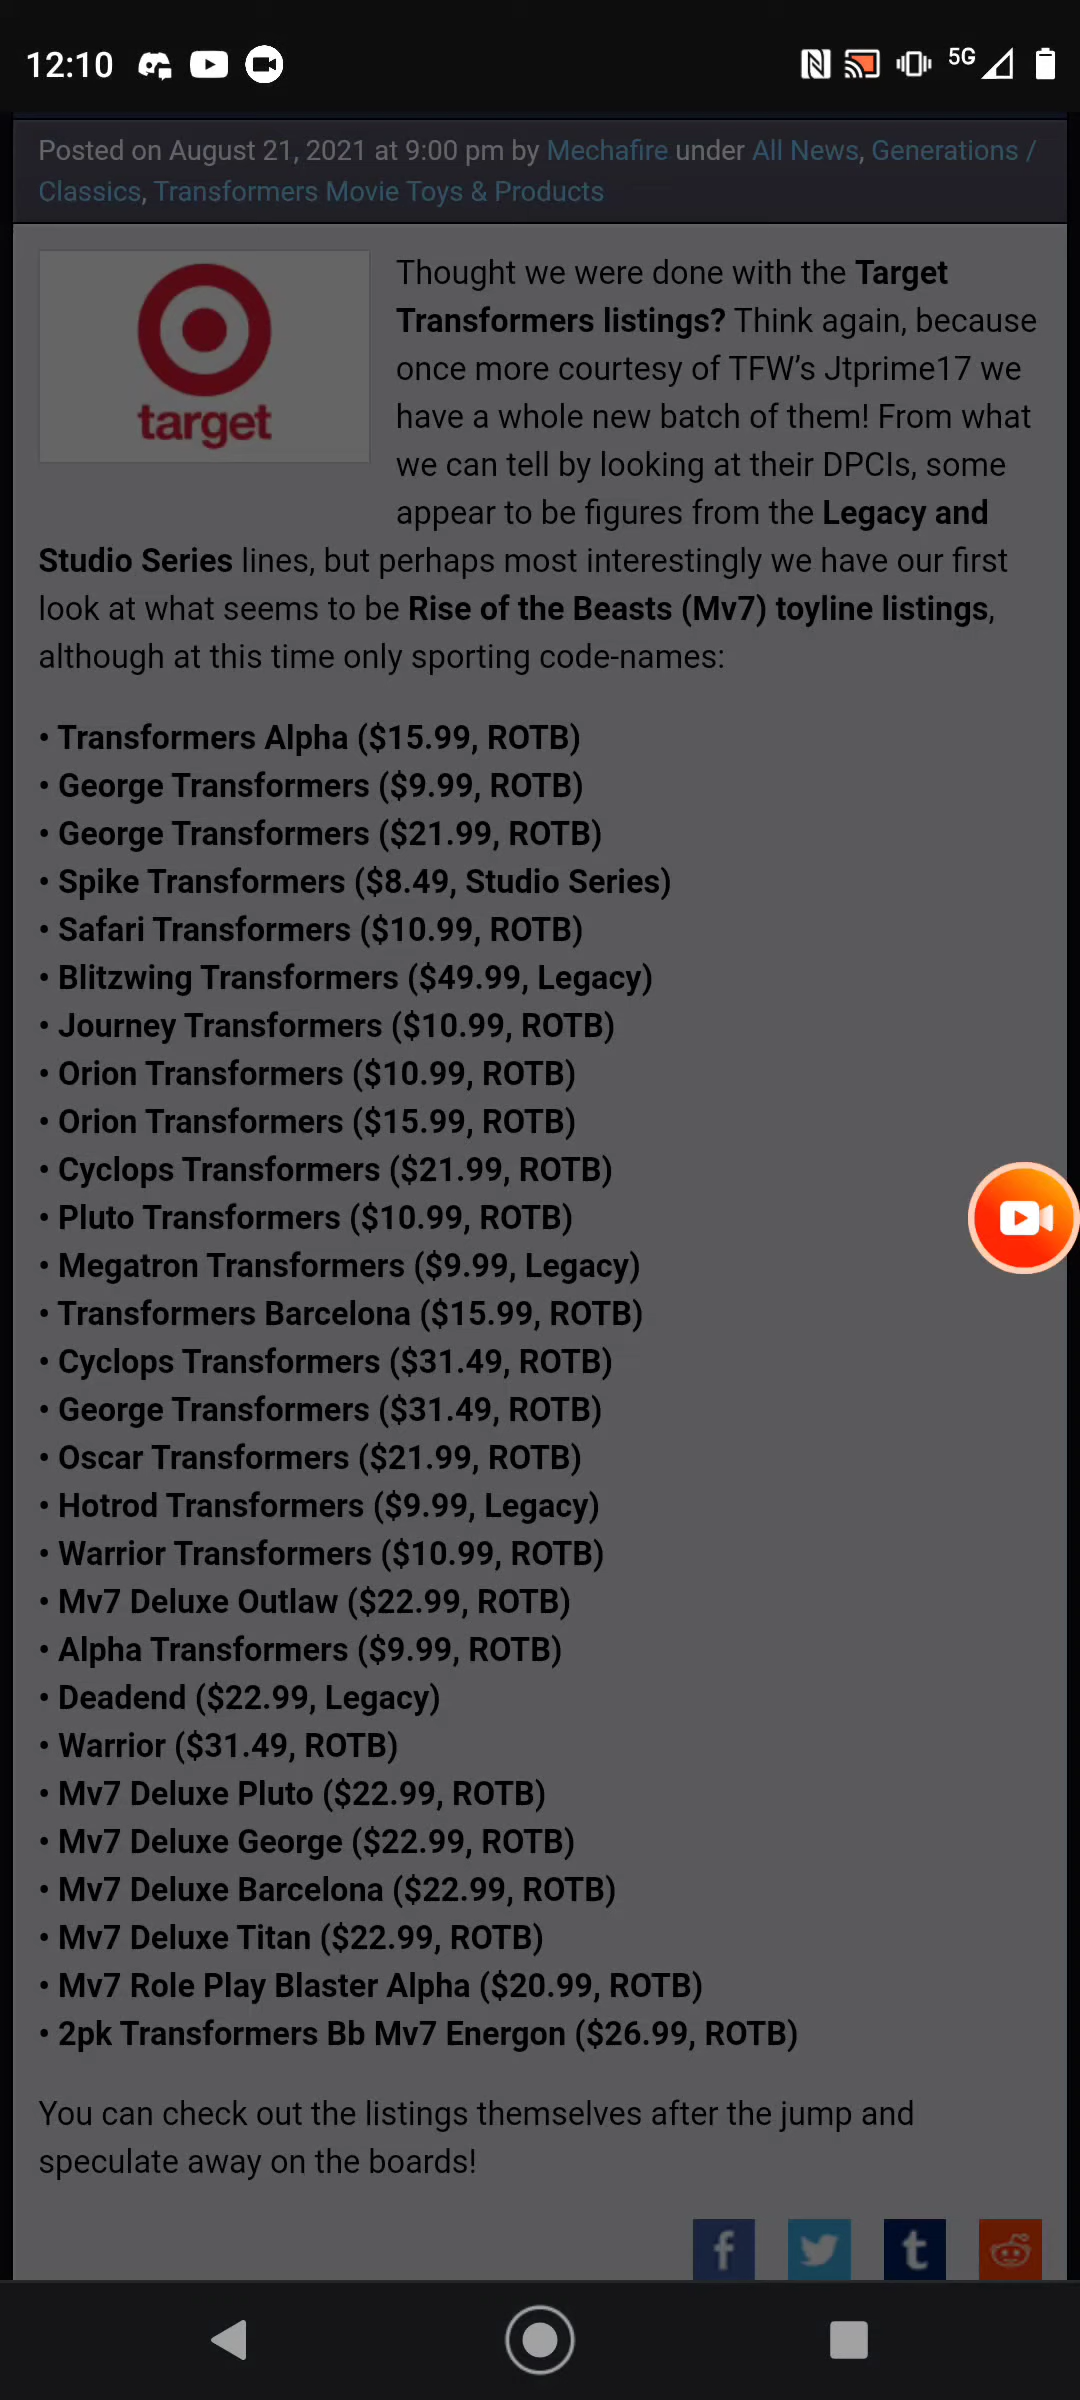 12:10
5G
Posted on August 21, 2021 at 9:00 pm by Mechafire under All News, Generations /
Classics, Transformers Movie Toys & Products
target
Thought we were done with the Target
Transformers listings? Think again, because
once more courtesy of TFW’s Jtprime17 we
have a whole new batch of them! From what
we can tell by looking at their DPCIs, some
appear to be figures from the Legacy and
Studio Series lines, but perhaps most interestingly we have our first
look at what seems to be Rise of the Beasts (Mv7) toyline listings,
although at this time only sporting code-names:
• Transformers Alpha ($15.99, ROTB)
• George Transformers ($9.99, ROTB)
• George Transformers ($21.99, ROTB)
• Spike Transformers ($8.49, Studio Series)
• Safari Transformers ($10.99, ROTB)
• Blitzwing Transformers ($49.99, Legacy)
• Journey Transformers ($10.99, ROTB)
• Orion Transformers ($10.99, ROTB)
• Orion Transformers ($15.99, ROTB)
• Cyclops Transformers ($21.99, ROTB)
• Pluto Transformers ($10.99, ROTB)
• Megatron Transformers ($9.99, Legacy)
• Transformers Barcelona ($15.99, ROTB)
• Cyclops Transformers ($31.49, ROTB)
• George Transformers ($31.49, ROTB)
• Oscar Transformers ($21.99, ROTB)
• Hotrod Transformers ($9.99, Legacy)
• Warrior Transformers ($10.99, ROTB)
• Mv7 Deluxe Outlaw ($22.99, ROTB)
• Alpha Transformers ($9.99, ROTB)
• Deadend ($22.99, Legacy)
• Warrior ($31.49, ROTB)
• Mv7 Deluxe Pluto ($22.99, ROTB)
• Mv7 Deluxe George ($22.99, ROTB)
• Mv7 Deluxe Barcelona ($22.99, ROTB)
• Mv7 Deluxe Titan ($22.99, ROTB)
• Mv7 Role Play Blaster Alpha ($20.99, ROTB)
• 2pk Transformers Bb Mv7 Energon ($26.99, ROTB)
You can check out the listings themselves after the jump and
speculate away on the boards!